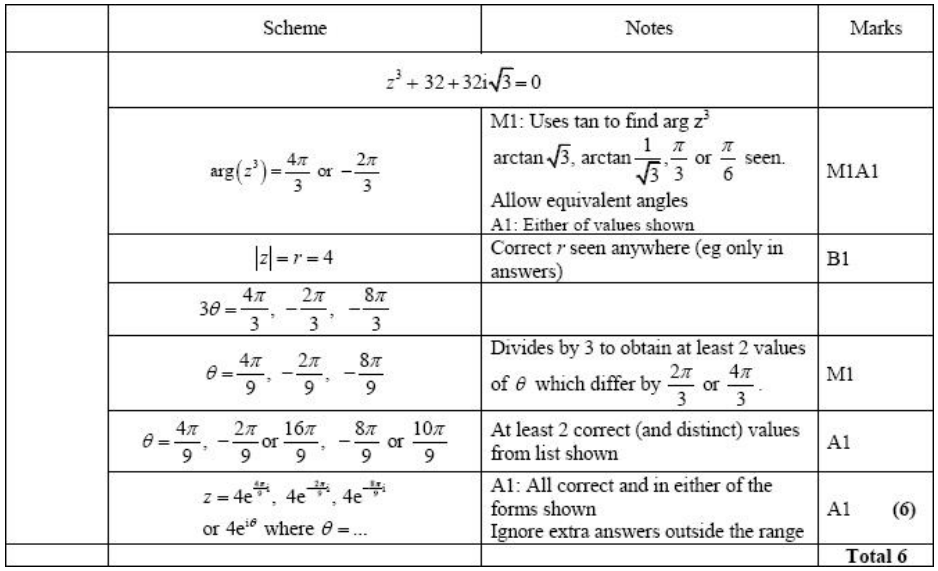 Scheme Notes Marks
z³ + 32 + 32i√3 = 0
arg(z³) = 4π/3 or −2π/3
M1: Uses tan to find arg z³
arctan √3, arctan 1/√3, π/3 or π/6 seen.
Allow equivalent angles
A1: Either of values shown
M1A1
|z| = r = 4
Correct r seen anywhere (eg only in
answers)
B1
3θ = 4π/3, −2π/3, −8π/3
θ = 4π/9, −2π/9, −8π/9
Divides by 3 to obtain at least 2 values
of θ which differ by 2π/3 or 4π/3.
M1
θ = 4π/9, −2π/9 or 16π/9, −8π/9 or 10π/9
At least 2 correct (and distinct) values
from list shown
A1
z = 4e^(4π/9 i), 4e^(−2π/9 i), 4e^(−8π/9 i)
or 4e^(iθ) where θ = ...
A1: All correct and in either of the
forms shown
Ignore extra answers outside the range
A1 (6)
Total 6